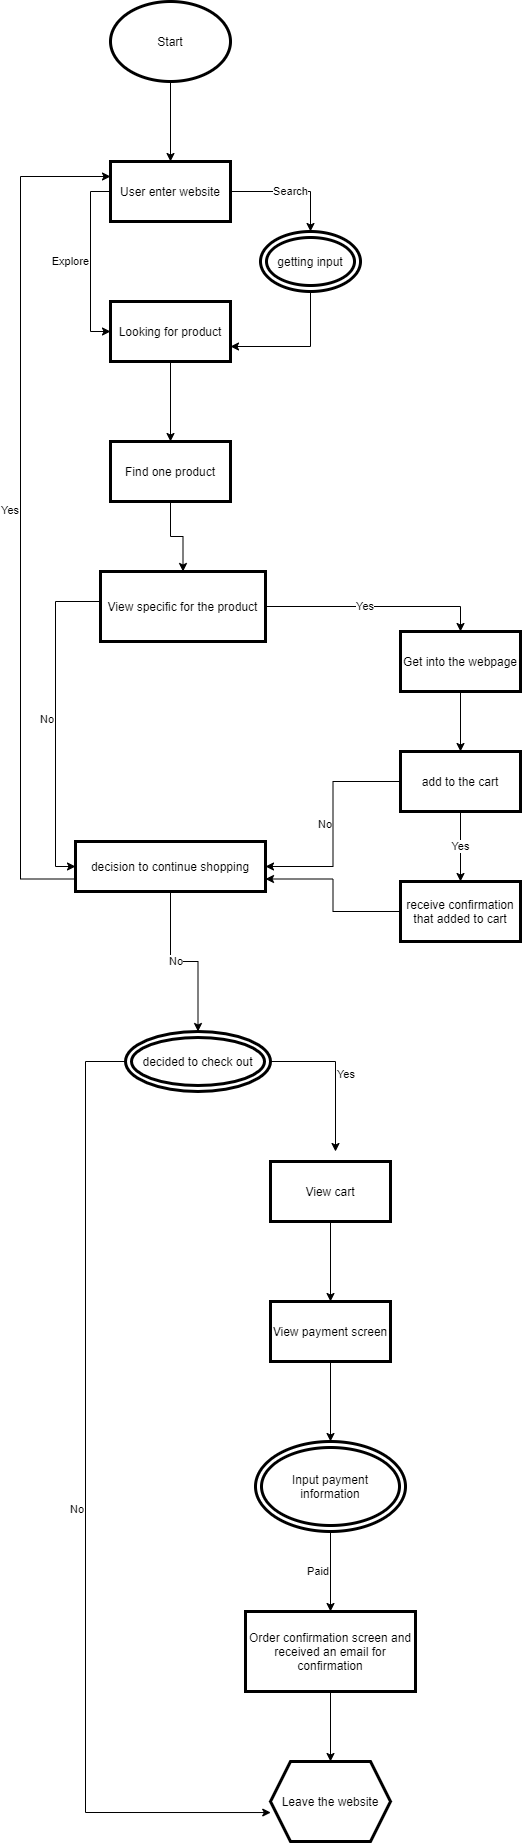 Start
User enter website
Search
Explore
getting input
Looking for product
Find one product
Yes
View specific for the product
Yes
Get into the webpage
No
add to the cart
No
Yes
decision to continue shopping
receive confirmation
that added to cart
No
decided to check out
Yes
View cart
View payment screen
Input payment
information
No
Paid
Order confirmation screen and
received an email for
confirmation
Leave the website